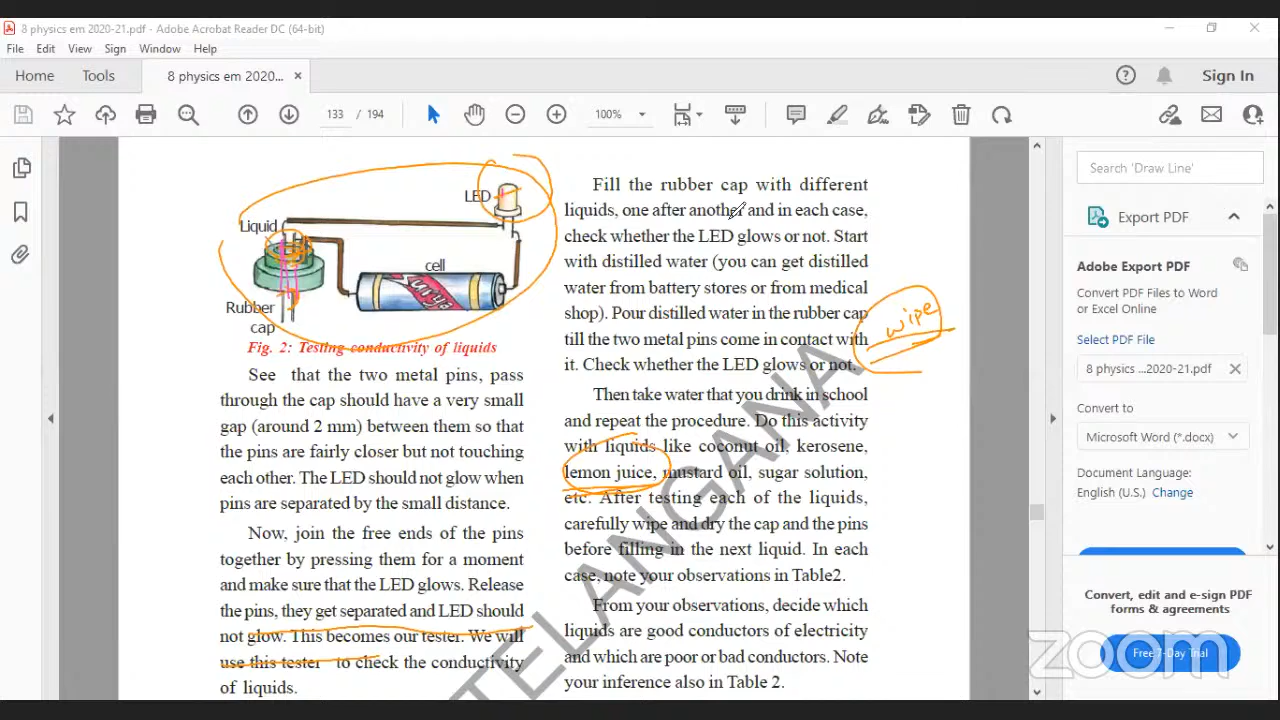 8 physics em 2020-21.pdf - Adobe Acrobat Reader DC (64-bit)
File Edit View Sign Window Help
Home Tools 8 physics em 2020... × Sign In
133 / 194 100%
LED
Liquid
cell
Rubber
cap
Fig. 2: Testing conductivity of liquids
See that the two metal pins, pass
through the cap should have a very small
gap (around 2 mm) between them so that
the pins are fairly closer but not touching
each other. The LED should not glow when
pins are separated by the small distance.
Now, join the free ends of the pins
together by pressing them for a moment
and make sure that the LED glows. Release
the pins, they get separated and LED should
not glow. This becomes our tester. We will
use this tester to check the conductivity
of liquids.
Fill the rubber cap with different
liquids, one after another and in each case,
check whether the LED glows or not. Start
with distilled water (you can get distilled
water from battery stores or from medical
shop). Pour distilled water in the rubber cap
till the two metal pins come in contact with
it. Check whether the LED glows or not.
wipe
Then take water that you drink in school
and repeat the procedure. Do this activity
with liquids like coconut oil, kerosene,
lemon juice, mustard oil, sugar solution,
etc. After testing each of the liquids,
carefully wipe and dry the cap and the pins
before filling in the next liquid. In each
case, note your observations in Table2.
From your observations, decide which
liquids are good conductors of electricity
and which are poor or bad conductors. Note
your inference also in Table 2.
TELANGANA
Search 'Draw Line'
Export PDF
Adobe Export PDF
Convert PDF Files to Word
or Excel Online
Select PDF File
8 physics ...2020-21.pdf
Convert to
Microsoft Word (*.docx)
Document Language:
English (U.S.) Change
Convert, edit and e-sign PDF
forms & agreements
Free 7-Day Trial
zoom